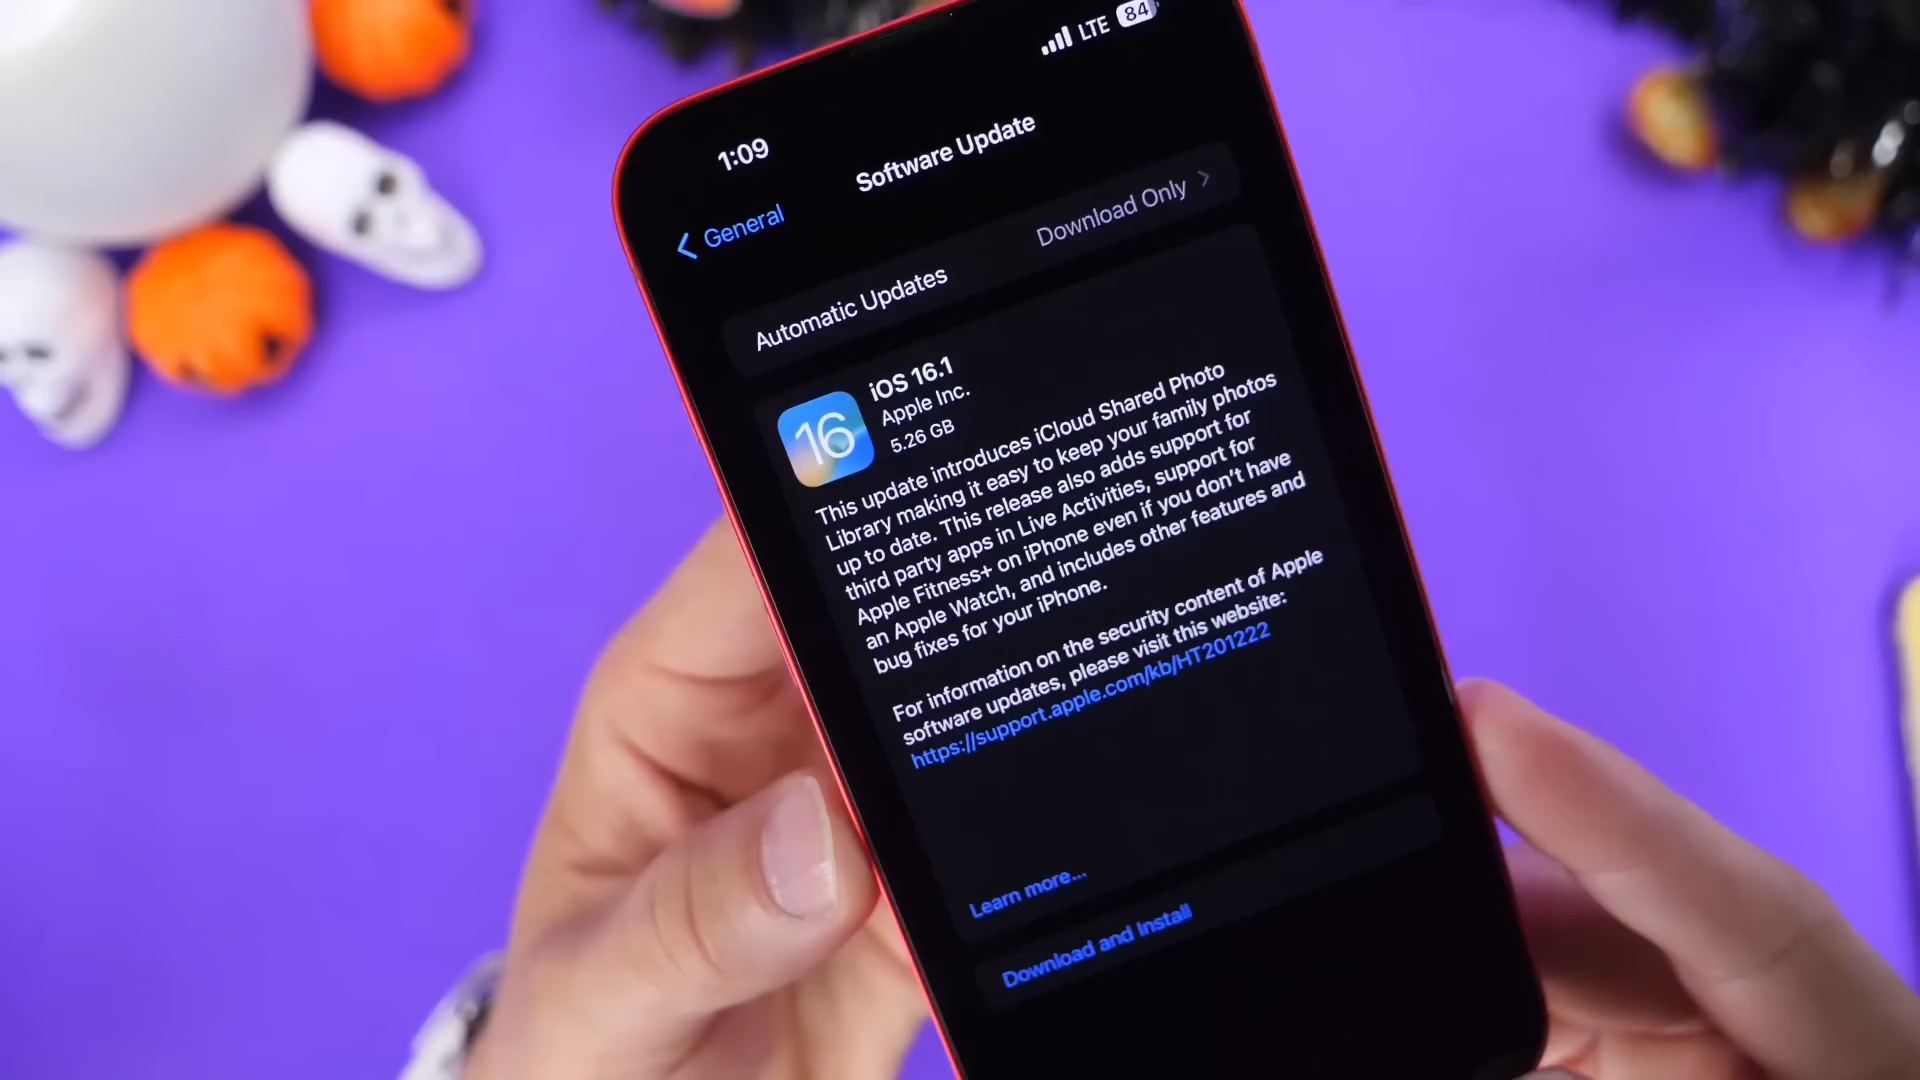 LTE 84
1:09
Software Update
General
Automatic Updates
Download Only
16
iOS 16.1
Apple Inc.
5.26 GB
This update introduces iCloud Shared Photo
Library making it easy to keep your family photos
up to date. This release also adds support for
third party apps in Live Activities, support for
Apple Fitness+ on iPhone even if you don't have
an Apple Watch, and includes other features and
bug fixes for your iPhone.
For information on the security content of Apple
software updates, please visit this website:
https://support.apple.com/kb/HT201222
Learn more...
Download and Install